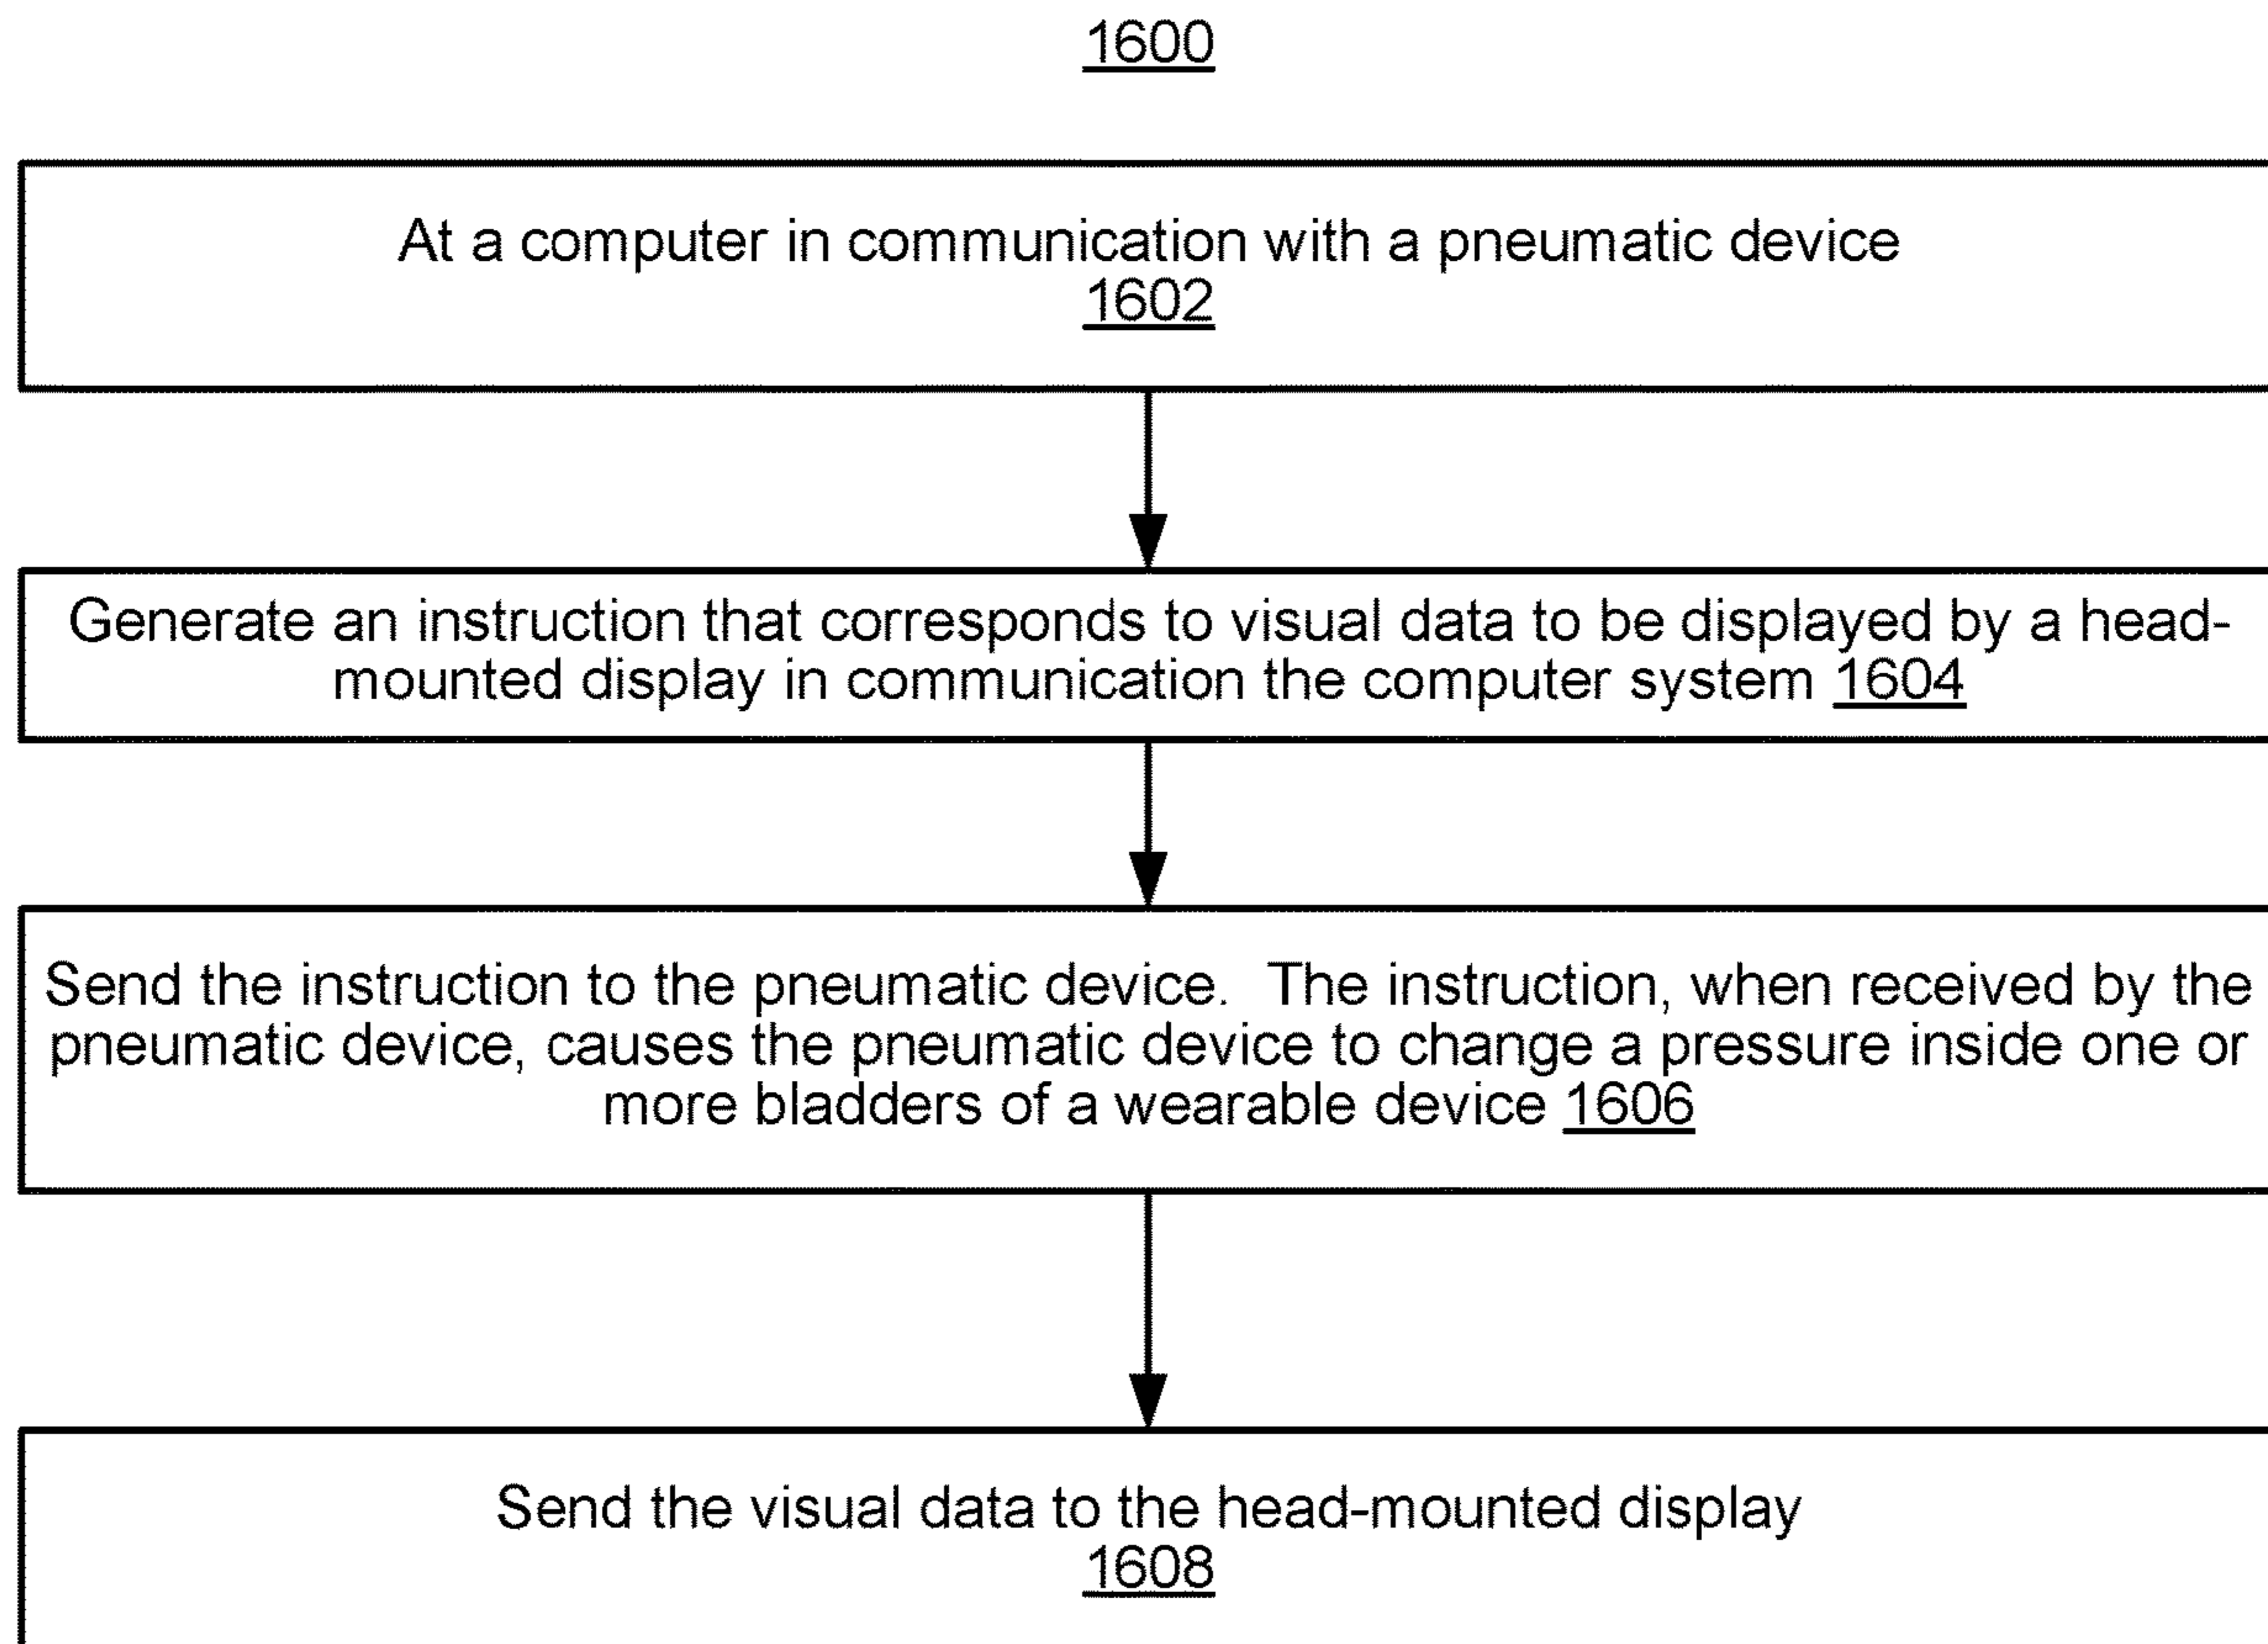 1600
At a computer in communication with a pneumatic device
1602
Generate an instruction that corresponds to visual data to be displayed by a head-
mounted display in communication the computer system 1604
Send the instruction to the pneumatic device.  The instruction, when received by the
pneumatic device, causes the pneumatic device to change a pressure inside one or
more bladders of a wearable device 1606
Send the visual data to the head-mounted display
1608